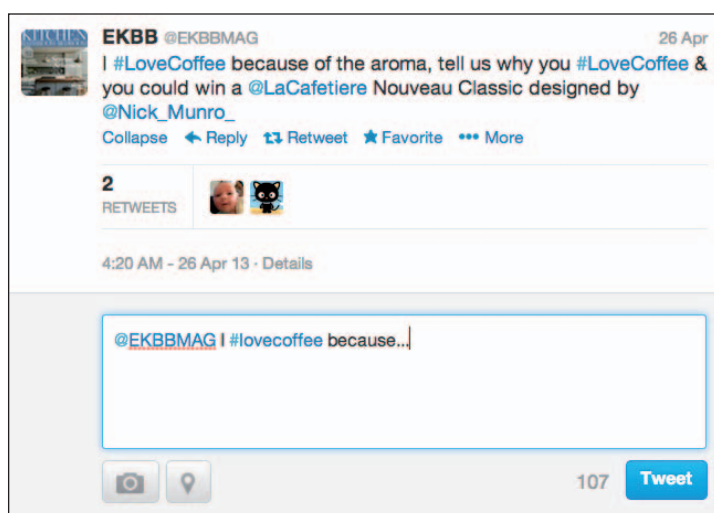 KITCHEN
EKBB @EKBBMAG 26 Apr
I #LoveCoffee because of the aroma, tell us why you #LoveCoffee &
you could win a @LaCafetiere Nouveau Classic designed by
@Nick_Munro_
Collapse Reply Retweet Favorite ••• More
2
RETWEETS
4:20 AM - 26 Apr 13 · Details
@EKBBMAG I #lovecoffee because...
107 Tweet